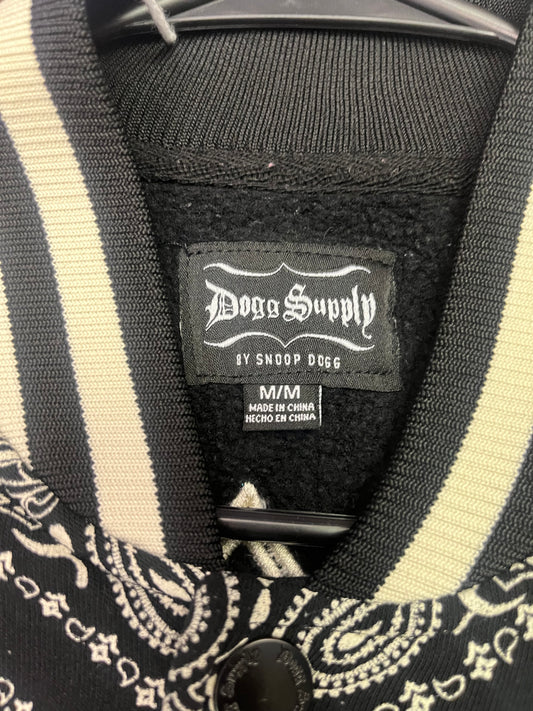 Dogg Supply
BY SNOOP DOGG
M/M
MADE IN CHINA
HECHO EN CHINA